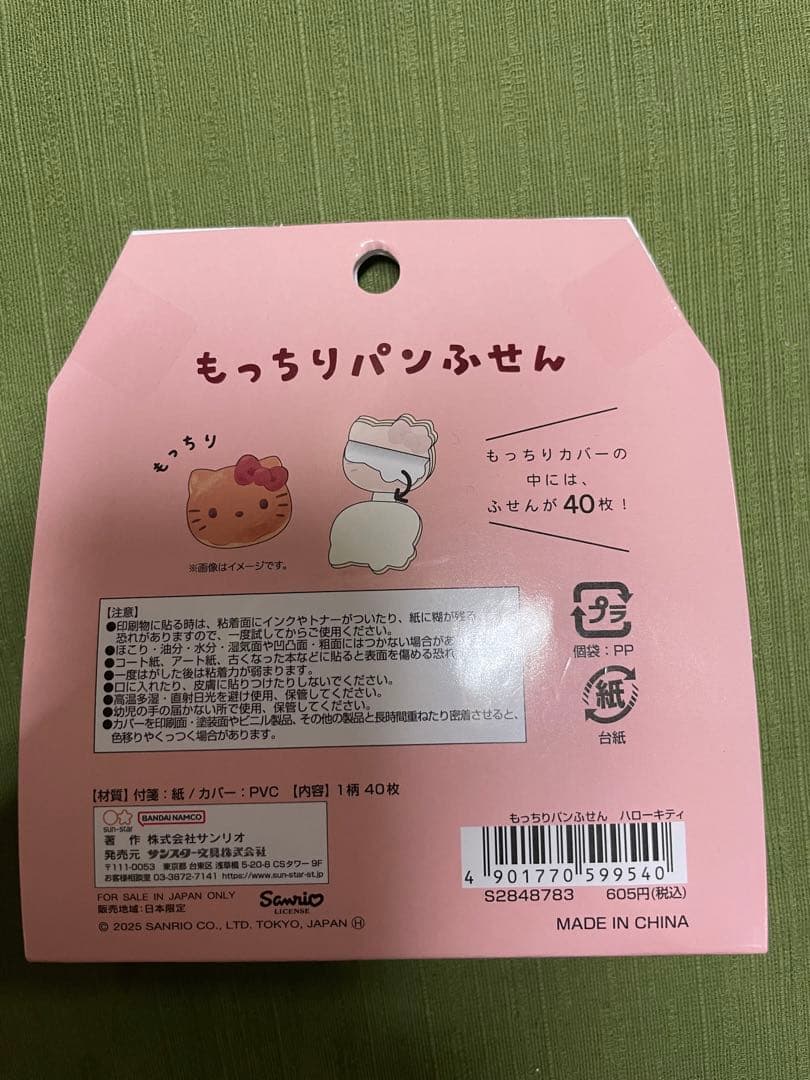 もっちりパンふせん
もっちり
もっちりカバーの
中には、
ふせんが40枚！
※画像はイメージです。
【注意】
●印刷物に貼る時は、粘着面にインクやトナーがついたり、紙に糊が残る
恐れがありますので、一度試してからご使用ください。
●ほこり・油分・水分・湿気面や凹凸面・粗面にはつかない場合があ
●コート紙、アート紙、古くなった本などに貼ると表面を傷める恐れ
●一度はがした後は粘着力が弱まります。
●口に入れたり、皮膚に貼りつけたりしないでください。
●高温多湿・直射日光を避け使用、保管してください。
●幼児の手の届かない所で使用、保管してください。
●カバーを印刷面・塗装面やビニル製品、その他の製品と長時間重ねたり密着させると、
色移りやくっつく場合があります。
プラ
個袋：PP
紙
台紙
【材質】付箋：紙 / カバー：PVC 【内容】1柄 40枚
sun-star BANDAI NAMCO
著 作 株式会社サンリオ
発売元 サンスター文具株式会社
〒111-0053 東京都 台東区 浅草橋 5-20-8 CSタワー 9F
お客様相談室 03-3872-7141 https://www.sun-star-st.jp
FOR SALE IN JAPAN ONLY
販売地域：日本限定
Sanrio
LICENSE
© 2025 SANRIO CO., LTD. TOKYO, JAPAN Ⓗ
もっちりパンふせん ハローキティ
4 901770 599540
S2848783 605円(税込)
MADE IN CHINA